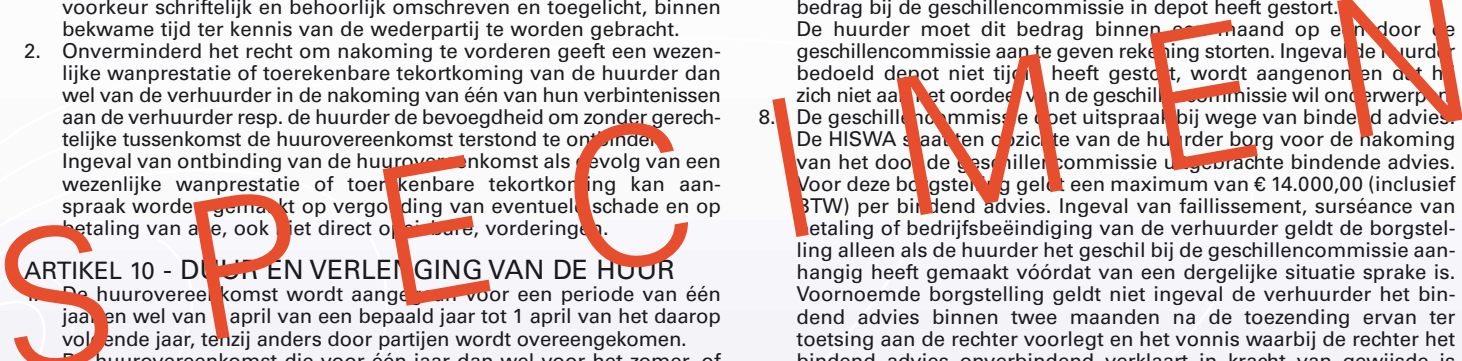 voorkeur schriftelijk en behoorlijk omschreven en toegelicht, binnen
bekwame tijd ter kennis van de wederpartij te worden gebracht.
2. Onverminderd het recht om nakoming te vorderen geeft een wezen-
lijke wanprestatie of toerekenbare tekortkoming van de huurder dan
wel van de verhuurder in de nakoming van één van hun verbintenissen
aan de verhuurder resp. de huurder de bevoegdheid om zonder gerech-
telijke tussenkomst de huurovereenkomst terstond te ontbinden.
Ingeval van ontbinding van de huurovereenkomst als gevolg van een
wezenlijke wanprestatie of toerekenbare tekortkoming kan aan-
spraak worden gemaakt op vergoeding van eventuele schade en op
betaling van alle, ook niet direct opeisbare, vorderingen.
ARTIKEL 10 - DUUR EN VERLENGING VAN DE HUUR
1. De huurovereenkomst wordt aangegaan voor een periode van één
jaar en wel van 1 april van een bepaald jaar tot 1 april van het daarop
volgende jaar, tenzij anders door partijen wordt overeengekomen.
De huurovereenkomst die voor één jaar dan wel voor het zomer- of
bedrag bij de geschillencommissie in depot heeft gestort.
De huurder moet dit bedrag binnen een maand op een door de
geschillencommissie aan te geven rekening storten. Ingeval de huurder
bedoeld depot niet tijdig heeft gestort, wordt aangenomen dat hij
zich niet aan het oordeel van de geschillencommissie wil onderwerpen.
8. De geschillencommissie doet uitspraak bij wege van bindend advies.
De HISWA staat ten opzichte van de huurder borg voor de nakoming
van het door de geschillencommissie uitgebrachte bindende advies.
Voor deze borgstelling geldt een maximum van € 14.000,00 (inclusief
BTW) per bindend advies. Ingeval van faillissement, surséance van
betaling of bedrijfsbeëindiging van de verhuurder geldt de borgstel-
ling alleen als de huurder het geschil bij de geschillencommissie aan-
hangig heeft gemaakt vóórdat van een dergelijke situatie sprake is.
Voornoemde borgstelling geldt niet ingeval de verhuurder het bin-
dend advies binnen twee maanden na de toezending ervan ter
toetsing aan de rechter voorlegt en het vonnis waarbij de rechter het
bindend advies onverbindend verklaart in kracht van gewijsde is
SPECIMEN